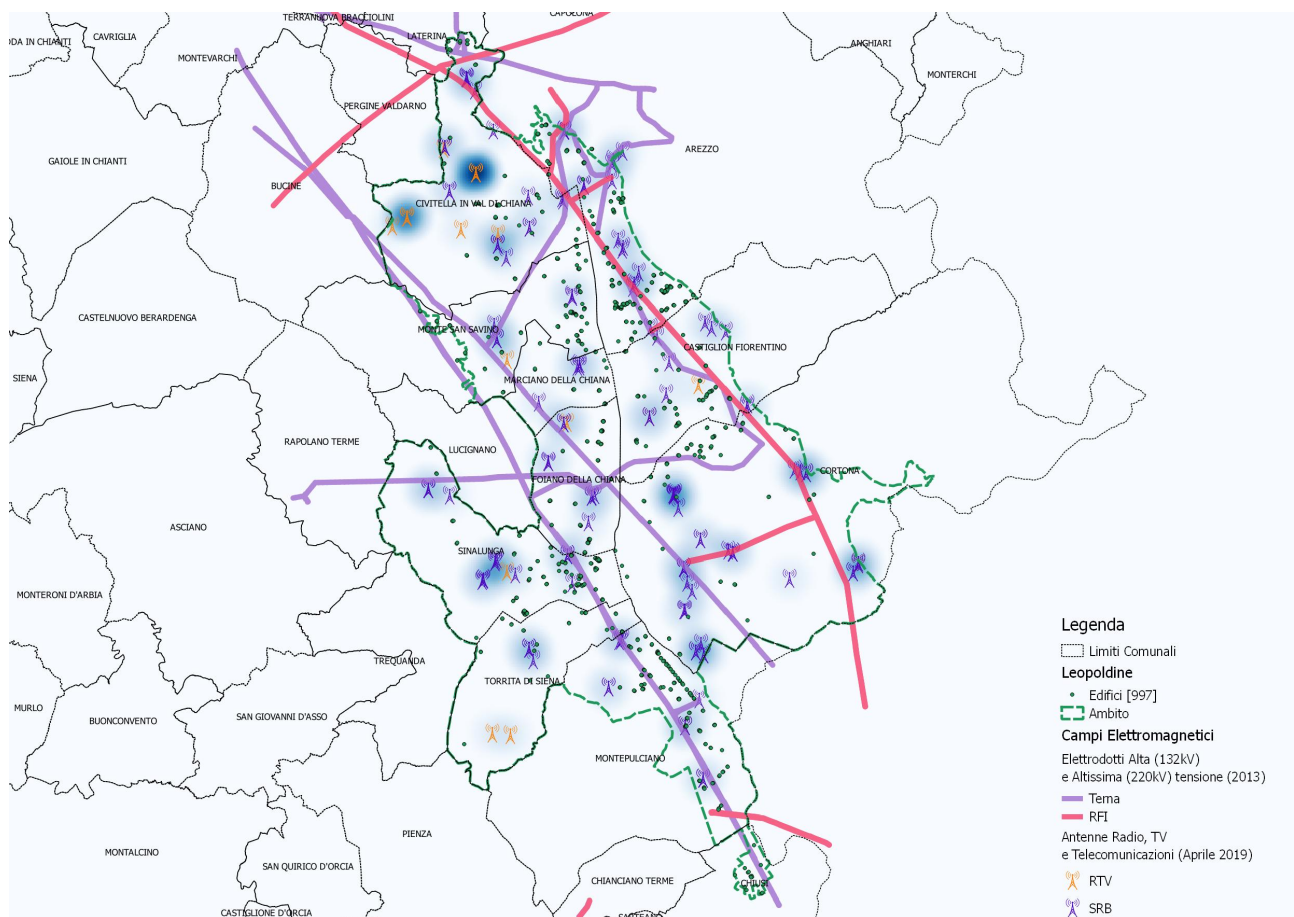 TERRANUOVA BRACCIOLINI
CAPOLONA
CAVRIGLIA
LATERINA
ANGHIARI
DA IN CHIANTI
MONTEVARCHI
MONTERCHI
PERGINE VALDARNO
AREZZO
GAIOLE IN CHIANTI
BUCINE
CIVITELLA IN VAL DI CHIANA
CASTELNUOVO BERARDENGA
MONTE SAN SAVINO
CASTIGLION FIORENTINO
SIENA
MARCIANO DELLA CHIANA
RAPOLANO TERME
LUCIGNANO
CORTONA
FOIANO DELLA CHIANA
ASCIANO
SINALUNGA
MONTERONI D'ARBIA
TREQUANDA
TORRITA DI SIENA
MURLO
BUONCONVENTO
SAN GIOVANNI D'ASSO
MONTEPULCIANO
PIENZA
MONTALCINO
SAN QUIRICO D'ORCIA
CHIANCIANO TERME
CHIUSI
CASTIGLIONE D'ORCIA
SARTEANO
Legenda
Limiti Comunali
Leopoldine
Edifici [997]
Ambito
Campi Elettromagnetici
Elettrodotti Alta (132kV)
e Altissima (220kV) tensione (2013)
Terna
RFI
Antenne Radio, TV
e Telecomunicazioni (Aprile 2019)
RTV
SRB